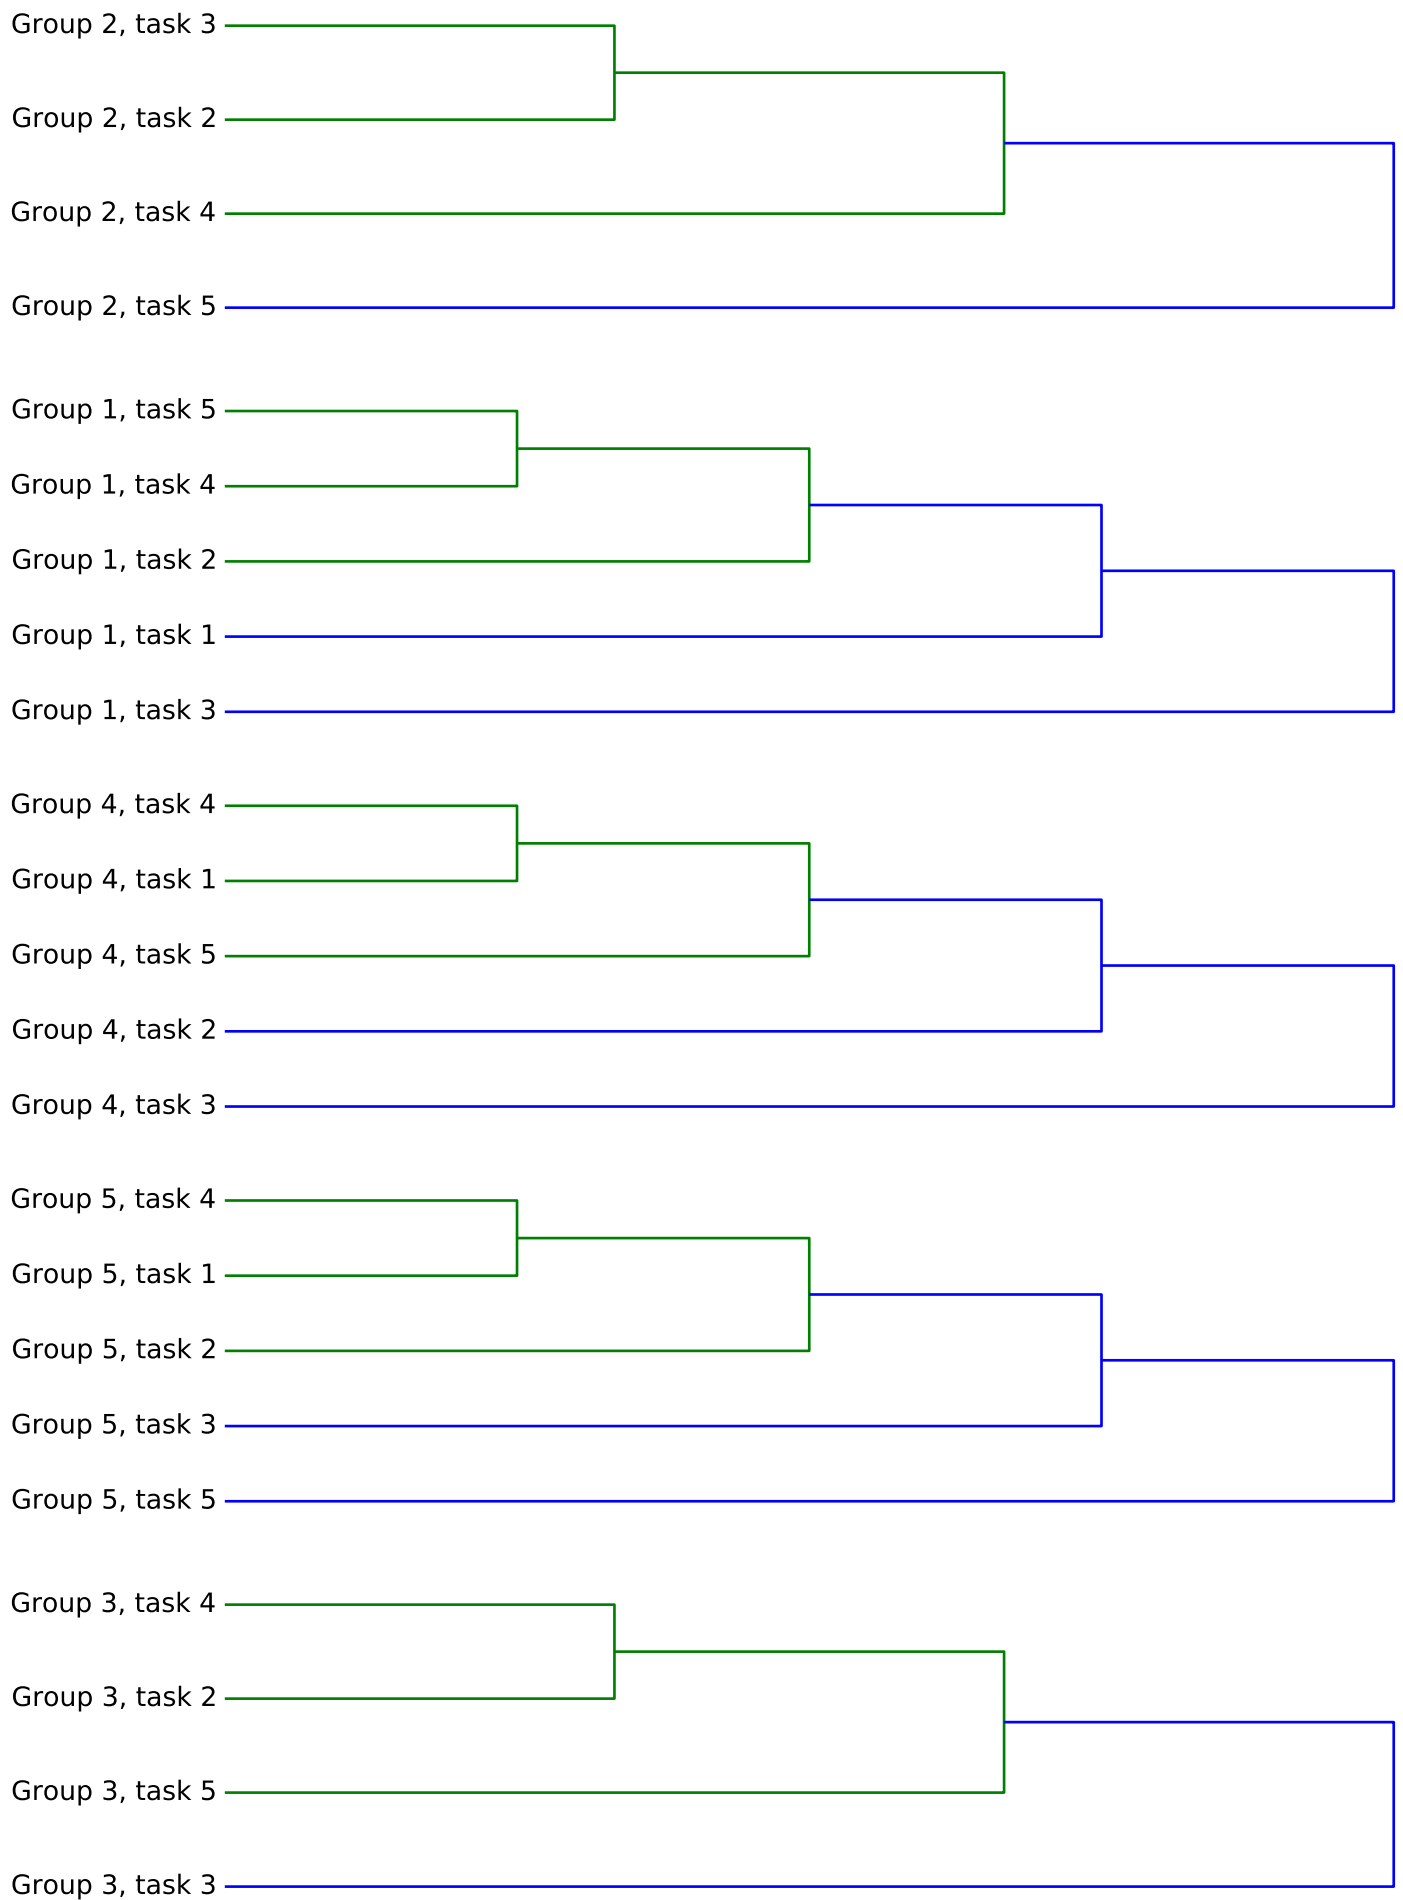 Group 2, task 3
Group 2, task 2
Group 2, task 4
Group 2, task 5
Group 1, task 5
Group 1, task 4
Group 1, task 2
Group 1, task 1
Group 1, task 3
Group 4, task 4
Group 4, task 1
Group 4, task 5
Group 4, task 2
Group 4, task 3
Group 5, task 4
Group 5, task 1
Group 5, task 2
Group 5, task 3
Group 5, task 5
Group 3, task 4
Group 3, task 2
Group 3, task 5
Group 3, task 3